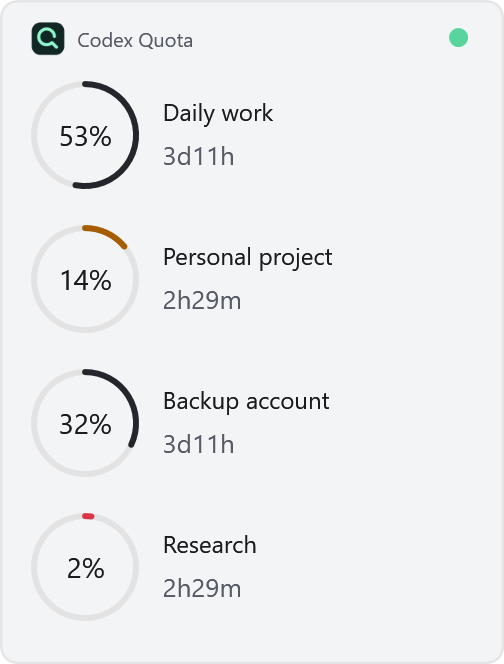 Codex Quota
53%
Daily work
3d11h
14%
Personal project
2h29m
32%
Backup account
3d11h
2%
Research
2h29m